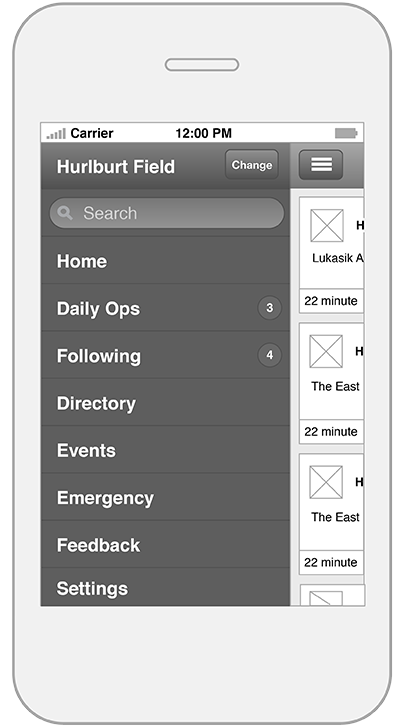 Carrier 12:00 PM
Hurlburt Field Change
Search
Home
Daily Ops 3
Following 4
Directory
Events
Emergency
Feedback
Settings
H
Lukasik A
22 minute
H
The East
22 minute
H
The East
22 minute